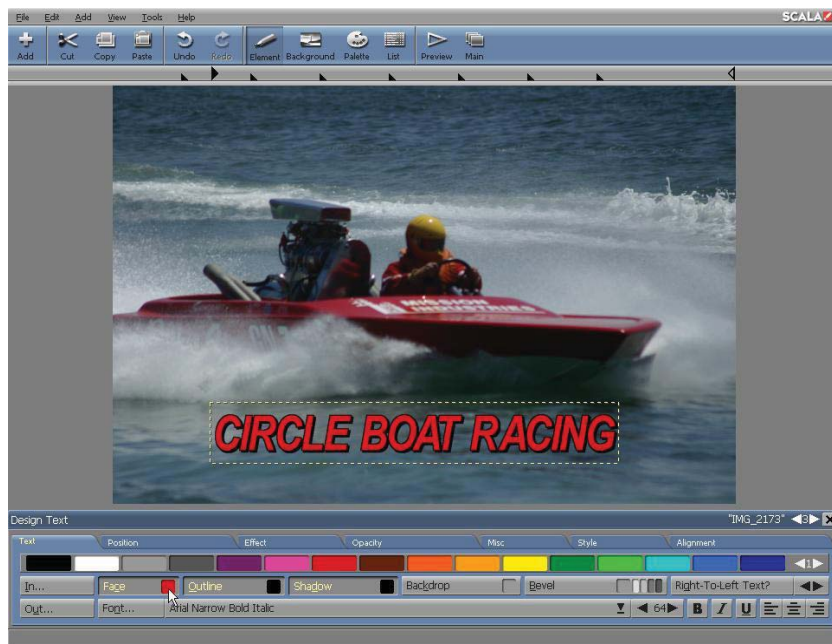 File Edit Add View Tools Help SCALA
Add Cut Copy Paste Undo Redo Element Background Palette List Preview Main
MISSION
INDUSTRIES
CIRCLE BOAT RACING
Design Text "IMG_2173" 3
Text Position Effect Opacity Misc Style Alignment
1
In... Face Outline Shadow Backdrop Bevel Right-To-Left Text?
Out... Font... Arial Narrow Bold Italic 64 B I U